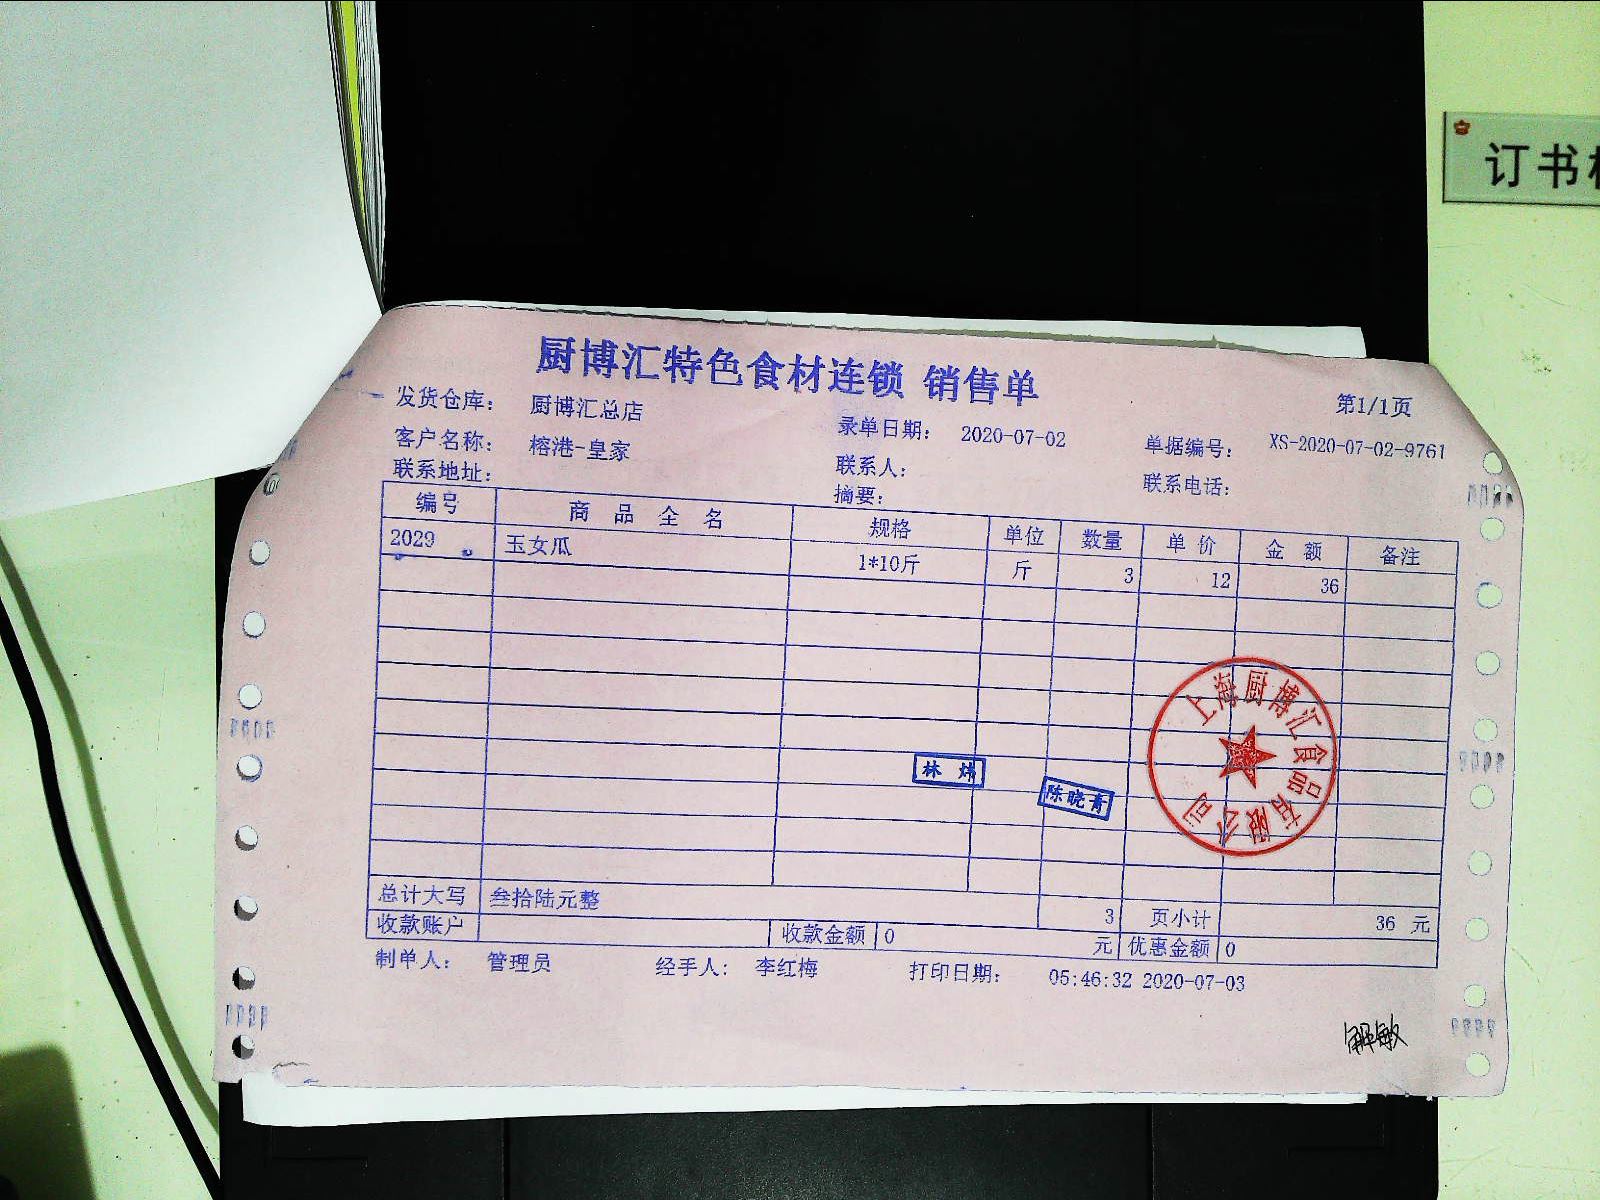 订书
厨博汇特色食材连锁 销售单
第1/1页
发货仓库： 厨博汇总店
录单日期： 2020-07-02
单据编号： XS-2020-07-02-9761
客户名称： 榕港-皇家
联系人：
联系电话：
联系地址：
摘要：
编号 商品全名 规格 单位 数量 单价 金额 备注
2029 玉女瓜 1*10斤 斤 3 12 36
上海厨博汇食品有限公司
林炜
陈晓青
总计大写 叁拾陆元整 3 页小计 36 元
收款账户 收款金额 0 元 优惠金额 0
制单人： 管理员 经手人： 李红梅 打印日期： 05:46:32 2020-07-03